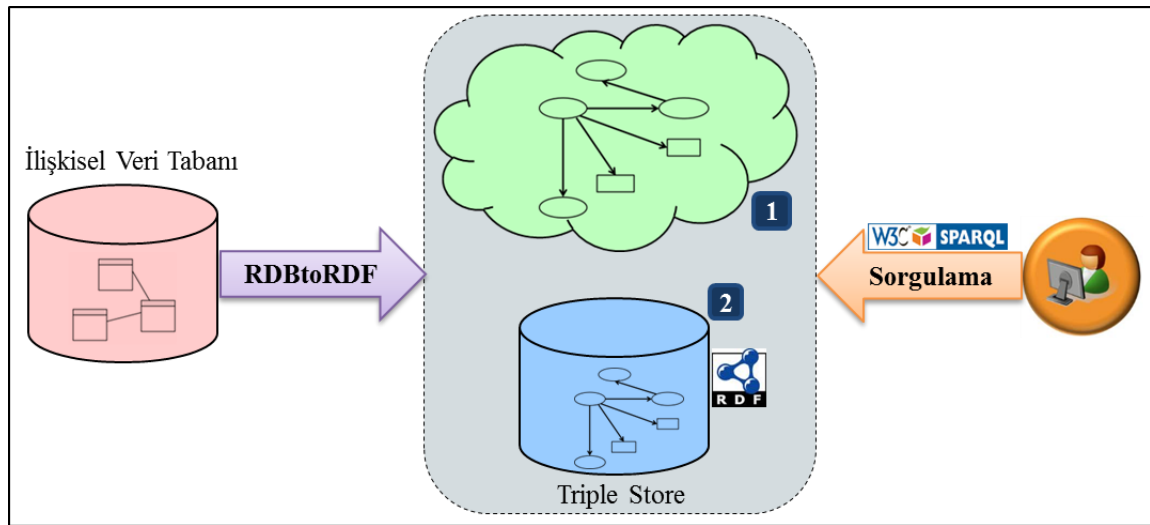 İlişkisel Veri Tabanı
RDBtoRDF
1
2
RDF
Triple Store
W3C SPARQL
Sorgulama